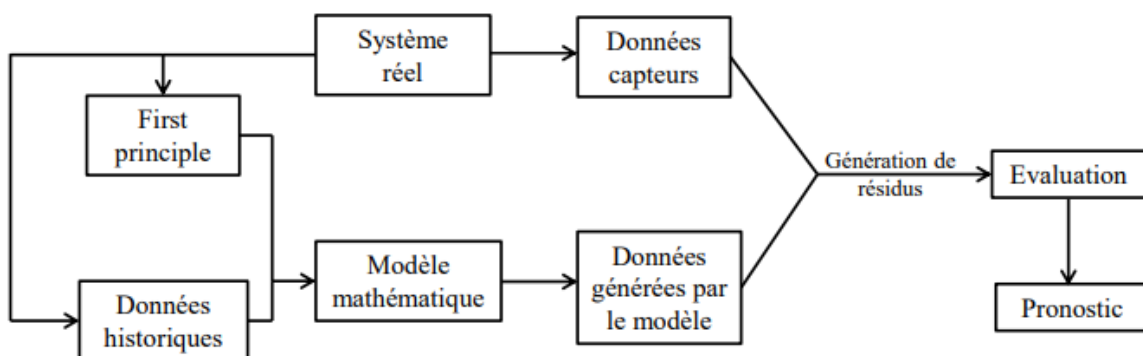 Système
réel
Données
capteurs
First
principle
Génération de
résidus
Evaluation
Modèle
mathématique
Données
générées par
le modèle
Données
historiques
Pronostic